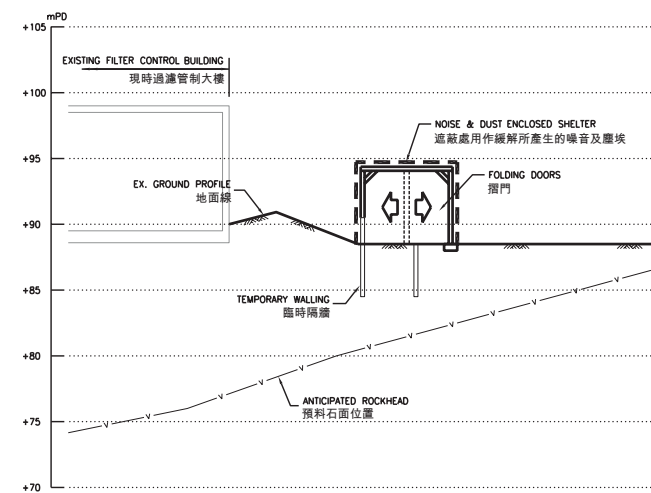 mPD
+105
EXISTING FILTER CONTROL BUILDING
現時過濾管制大樓
+100
NOISE & DUST ENCLOSED SHELTER
遮蔽處用作緩解所產生的噪音及塵埃
+95
FOLDING DOORS
摺門
EX. GROUND PROFILE
地面線
+90
+85
TEMPORARY WALLING
臨時隔牆
+80
ANTICIPATED ROCKHEAD
預料石面位置
+75
+70